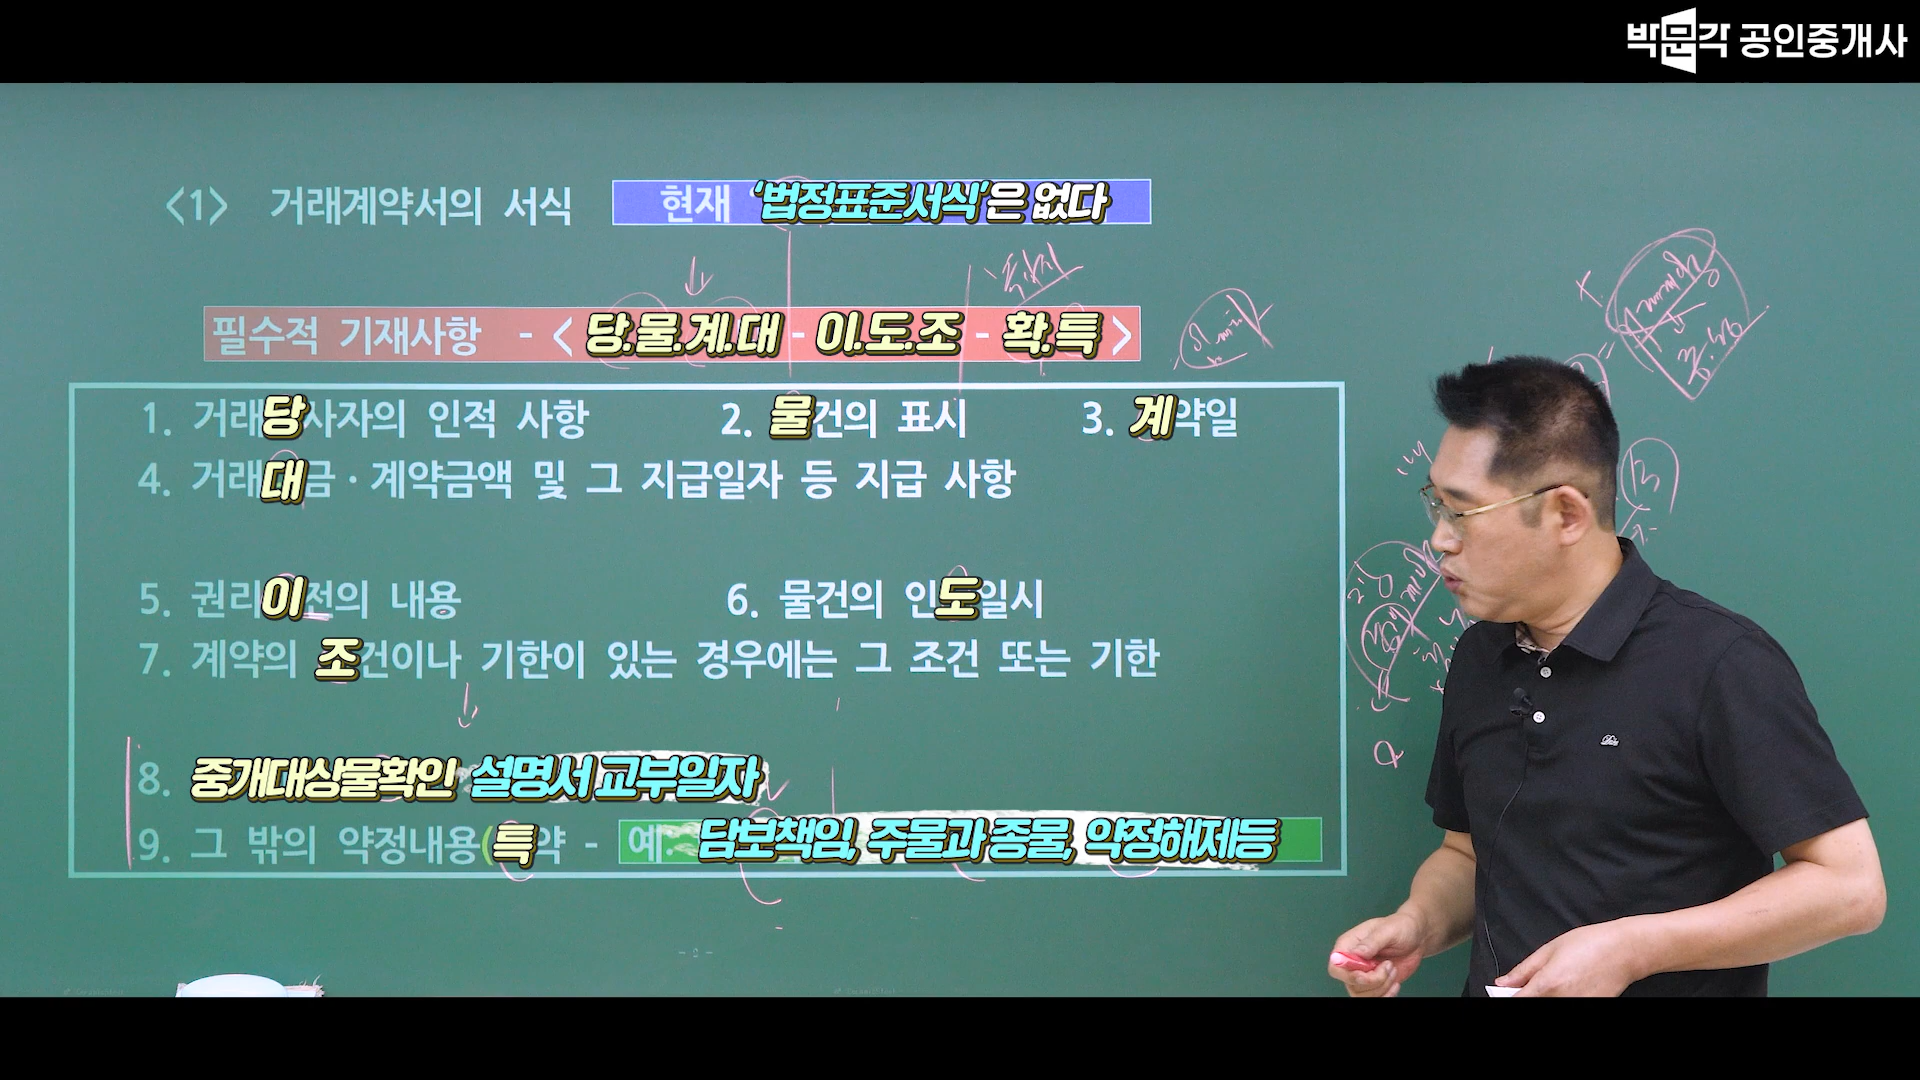 박문각 공인중개사
<1> 거래계약서의 서식 현재 '법정표준서식'은 없다
필수적 기재사항 - < 당.물.계.대 - 이.도.조 - 확.특 >
1. 거래당사자의 인적 사항 2. 물건의 표시 3. 계약일
4. 거래대금·계약금액 및 그 지급일자 등 지급 사항
5. 권리이전의 내용 6. 물건의 인도일시
7. 계약의 조건이나 기한이 있는 경우에는 그 조건 또는 기한
8. 중개대상물확인 설명서 교부일자
9. 그 밖의 약정내용(특약 - 예. 담보책임, 주물과 종물, 약정해제등